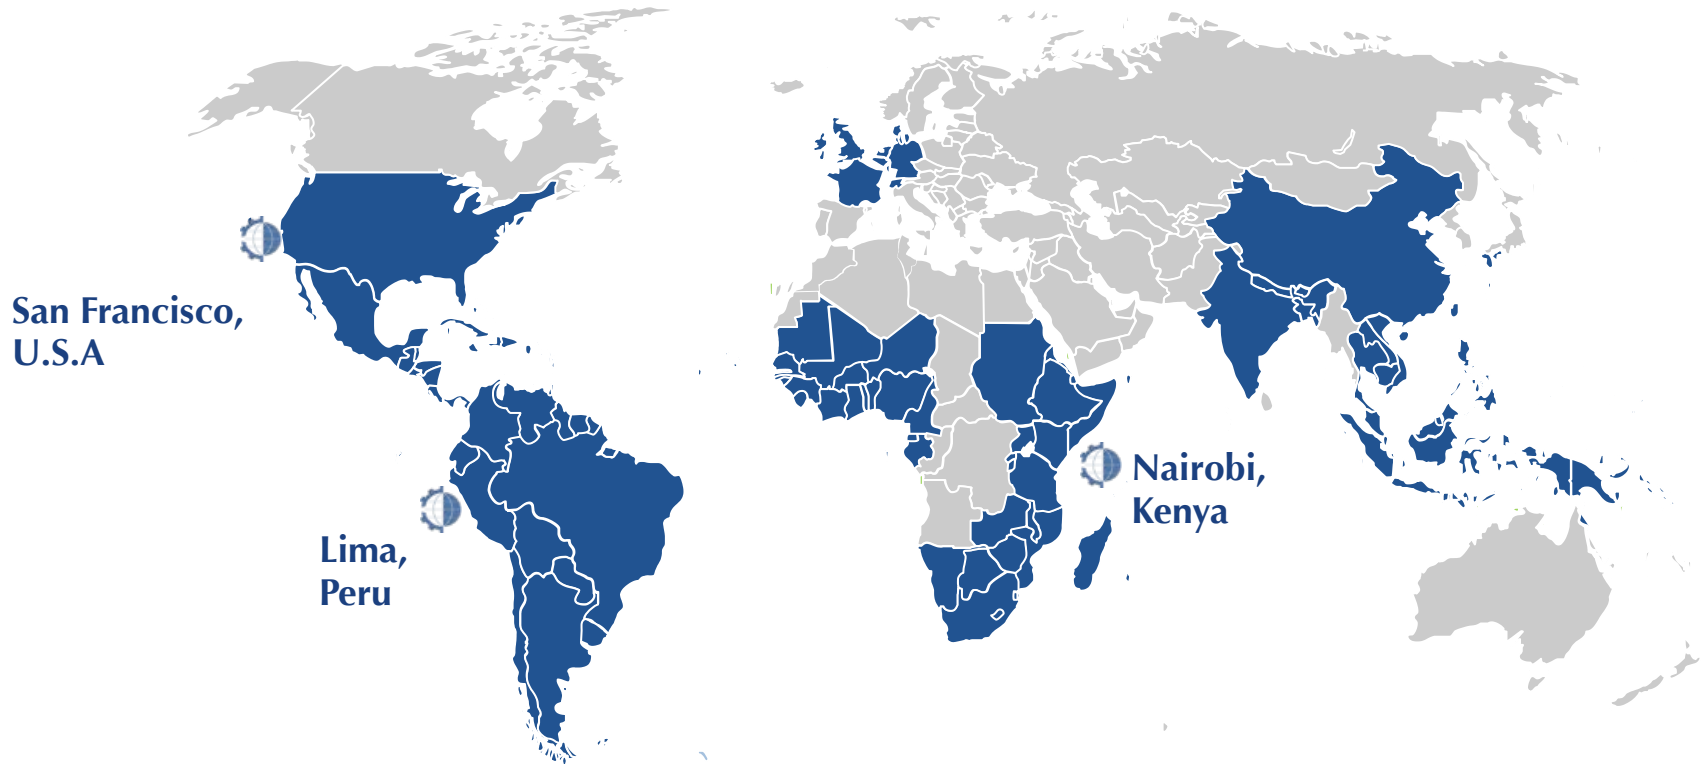 San Francisco,
U.S.A
Nairobi,
Kenya
Lima,
Peru